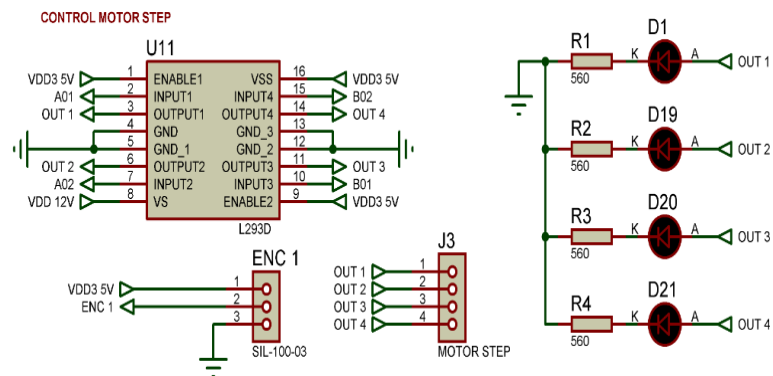 CONTROL MOTOR STEP
U11
VDD3 5V 1 ENABLE1 VSS 16 VDD3 5V
A01 2 INPUT1 INPUT4 15 B02
OUT 1 3 OUTPUT1 OUTPUT4 14 OUT 4
4 GND GND_3 13
5 GND_1 GND_2 12
OUT 2 6 OUTPUT2 OUTPUT3 11 OUT 3
A02 7 INPUT2 INPUT3 10 B01
VDD 12V 8 VS ENABLE2 9 VDD3 5V
L293D
ENC 1
VDD3 5V 1
ENC 1 2
3
SIL-100-03
J3
OUT 1 1
OUT 2 2
OUT 3 3
OUT 4 4
MOTOR STEP
R1 D1
K A OUT 1
560
R2 D19
K A OUT 2
560
R3 D20
K A OUT 3
560
R4 D21
K A OUT 4
560